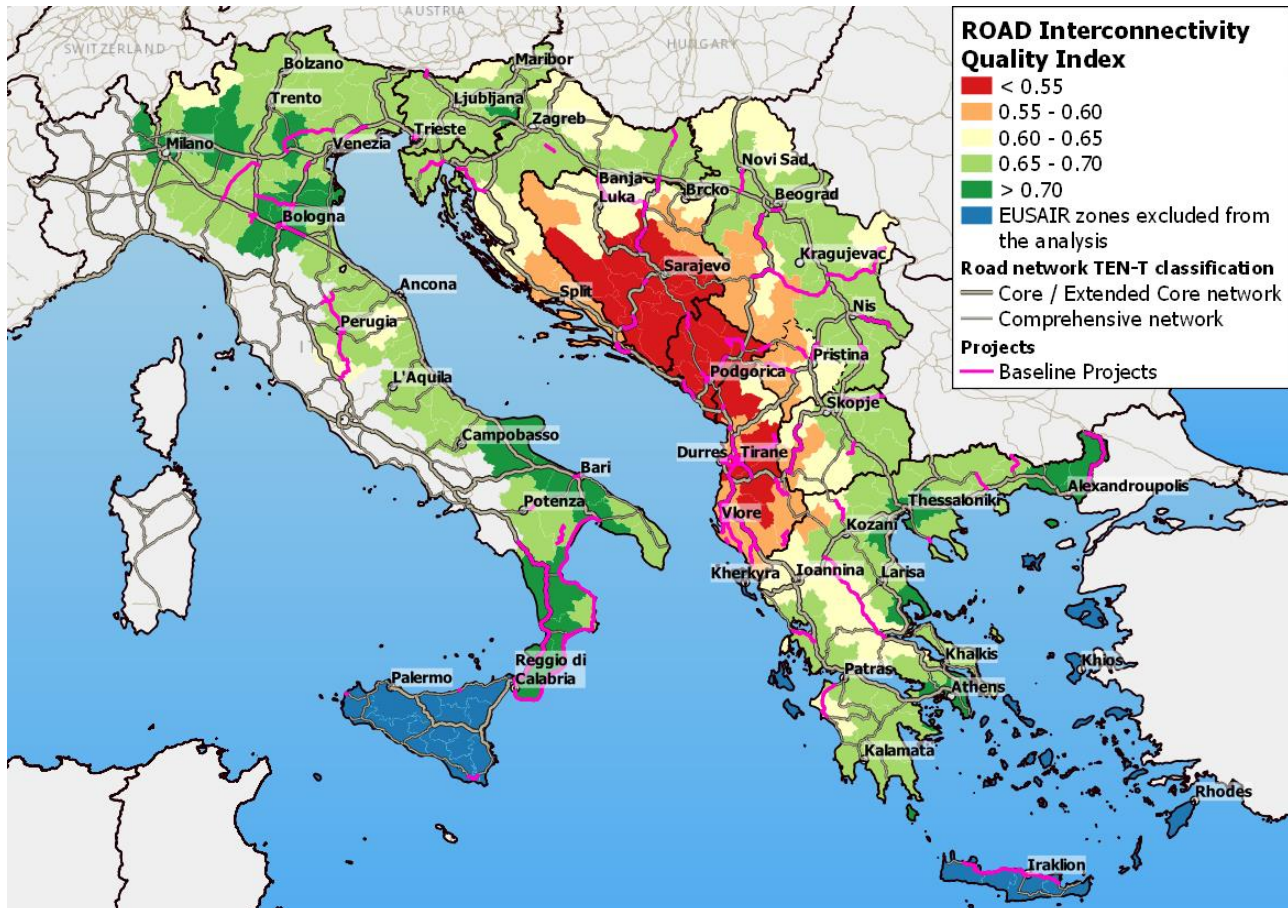 AUSTRIA
SWITZERLAND
HUNGARY
Bolzano
Maribor
Trento
Ljubljana
Zagreb
Milano
Venezia
Trieste
Novi Sad
Banja
Luka
Brcko
Beograd
Bologna
Sarajevo
Kragujevac
Ancona
Split
Nis
Perugia
L'Aquila
Podgorica
Pristina
Skopje
Campobasso
Durres
Tirane
Bari
Potenza
Vlore
Thessaloniki
Alexandroupolis
Kozani
Kherkyra
Ioannina
Larisa
Reggio di
Calabria
Palermo
Patras
Khalkis
Athens
Khios
Kalamata
Rhodes
Iraklion
ROAD Interconnectivity
Quality Index
< 0.55
0.55 - 0.60
0.60 - 0.65
0.65 - 0.70
> 0.70
EUSAIR zones excluded from
the analysis
Road network TEN-T classification
Core / Extended Core network
Comprehensive network
Projects
Baseline Projects